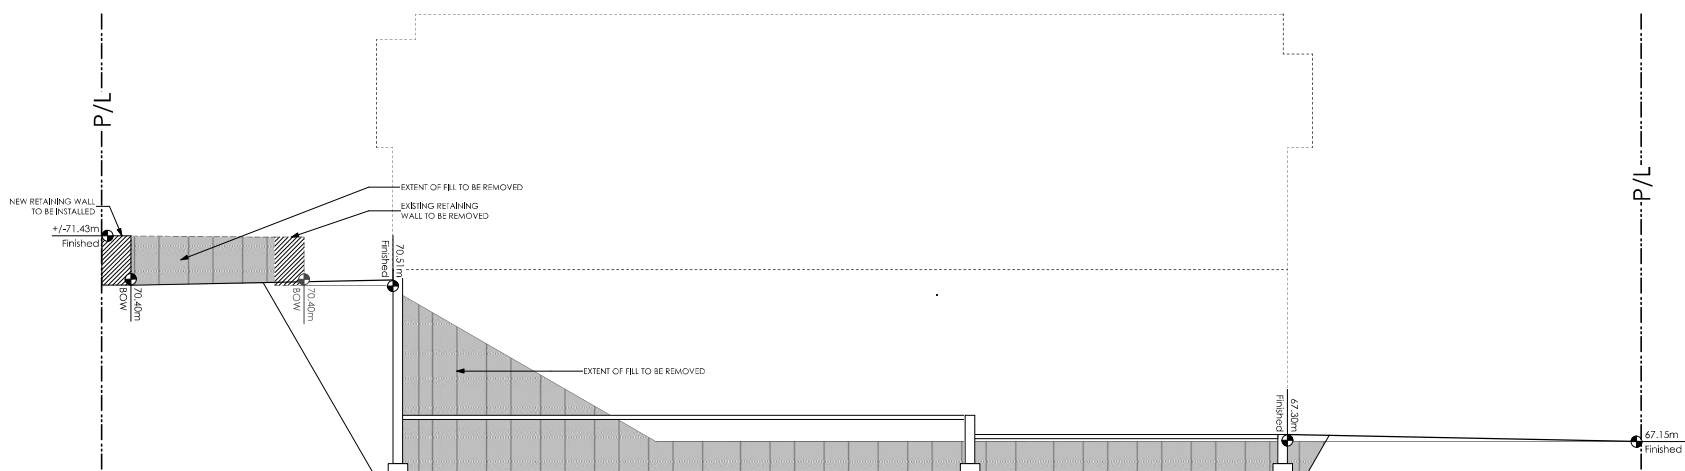 P/L
P/L
EXTENT OF FILL TO BE REMOVED
NEW RETAINING WALL
TO BE INSTALLED
EXISTING RETAINING
WALL TO BE REMOVED
+/-71.43m
Finished
70.51m
Finished
70.40m
BOW
70.40m
BOW
EXTENT OF FILL TO BE REMOVED
67.30m
Finished
67.15m
Finished